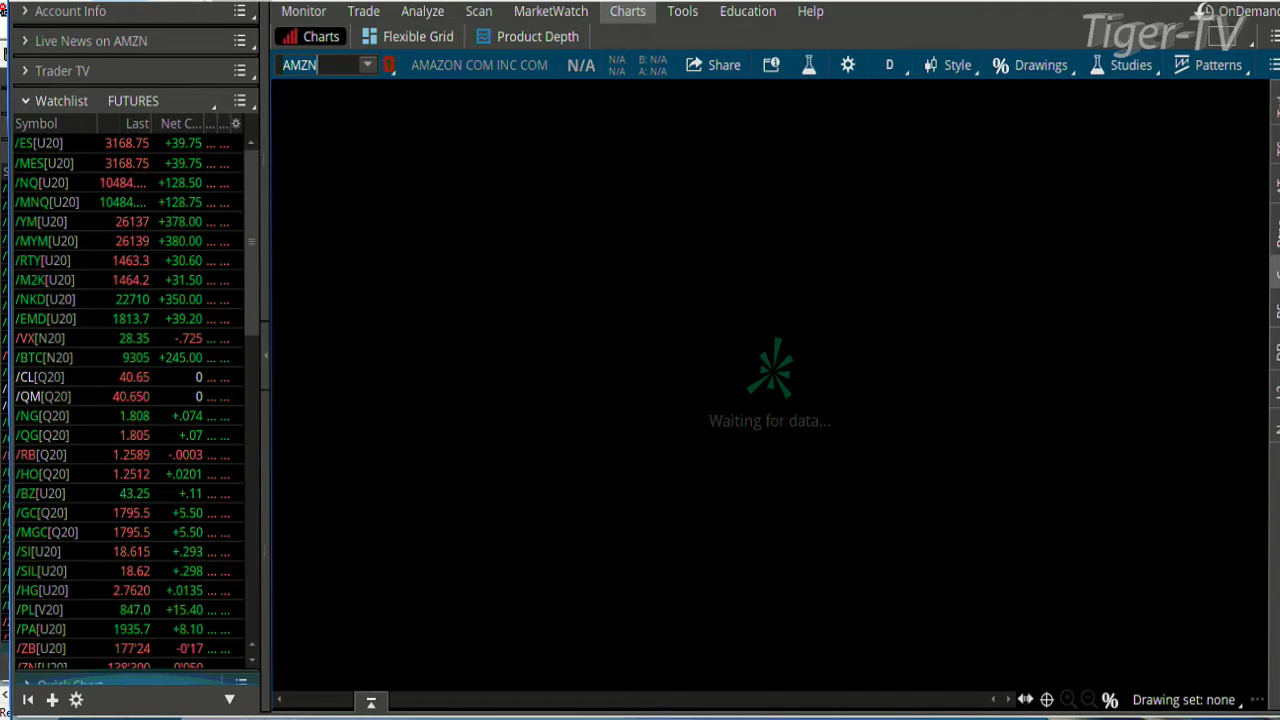 Account Info
Monitor Trade Analyze Scan MarketWatch Charts Tools Education Help OnDemand
Tiger-TV
Live News on AMZN
Charts Flexible Grid Product Depth
Trader TV
AMZN AMAZON COM INC COM N/A N/A N/A B: N/A A: N/A Share D Style % Drawings Studies Patterns
Watchlist FUTURES
Symbol Last Net C... ... ...
/ES[U20] 3168.75 +39.75 ... ...
/MES[U20] 3168.75 +39.75 ... ...
/NQ[U20] 10484.... +128.50 ... ...
/MNQ[U20] 10484.... +128.75 ... ...
/YM[U20] 26137 +378.00 ... ...
/MYM[U20] 26139 +380.00 ... ...
/RTY[U20] 1463.3 +30.60 ... ...
/M2K[U20] 1464.2 +31.50 ... ...
/NKD[U20] 22710 +350.00 ... ...
/EMD[U20] 1813.7 +39.20 ... ...
/VX[N20] 28.35 -.725 ... ...
/BTC[N20] 9305 +245.00 ... ...
/CL[Q20] 40.65 0 ... ...
/QM[Q20] 40.650 0 ... ...
/NG[Q20] 1.808 +.074 ... ...
/QG[Q20] 1.805 +.07 ... ...
/RB[Q20] 1.2589 -.0003 ... ...
/HO[Q20] 1.2512 +.0201 ... ...
/BZ[U20] 43.25 +.11 ... ...
/GC[Q20] 1795.5 +5.50 ... ...
/MGC[Q20] 1795.5 +5.50 ... ...
/SI[U20] 18.615 +.293 ... ...
/SIL[U20] 18.62 +.298 ... ...
/HG[U20] 2.7620 +.0135 ... ...
/PL[V20] 847.0 +15.40 ... ...
/PA[U20] 1935.7 +8.10 ... ...
/ZB[U20] 177'24 -0'17 ... ...
/ZN[U20] 138'300 0'050
Quick Chart
Waiting for data...
% Drawing set: none